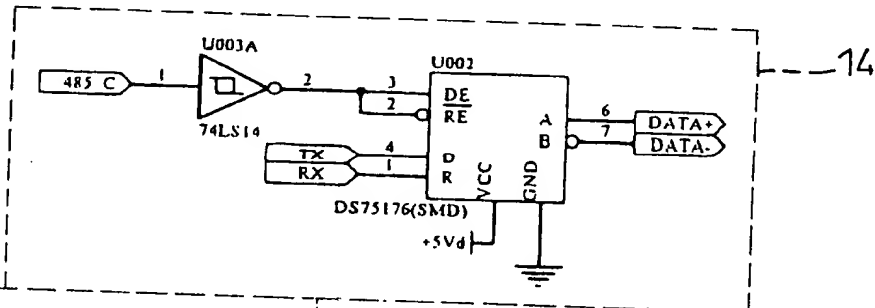 U003A
U002
14
485 C
1
2
3
DE
2
RE
A
6
DATA+
B
7
DATA-
74LS14
TX
4
D
RX
1
R
VCC
GND
DS75176(SMD)
+5Vd